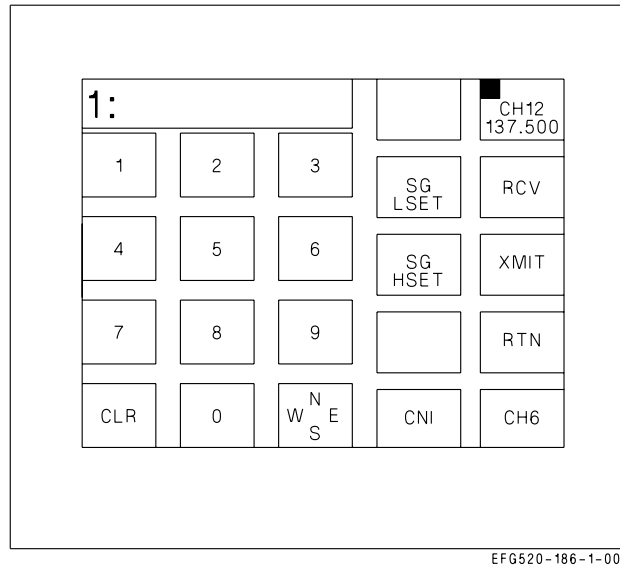 1:
CH12
137.500
1
2
3
SG
LSET
RCV
4
5
6
SG
HSET
XMIT
7
8
9
RTN
CLR
0
N
W E
S
CNI
CH6
EFG520-186-1-00